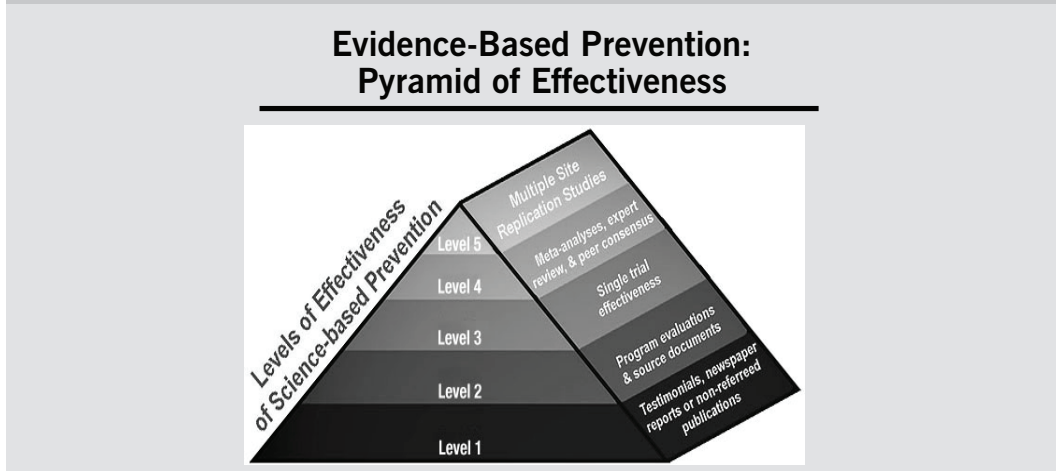 Evidence-Based Prevention:
Pyramid of Effectiveness
Levels of Effectiveness
of Science-based Prevention
Level 5
Level 4
Level 3
Level 2
Level 1
Multiple Site
Replication Studies
Meta-analyses, expert
review, & peer consensus
Single trial
effectiveness
Program evaluations
& source documents
Testimonials, newspaper
reports or non-referreed
publications